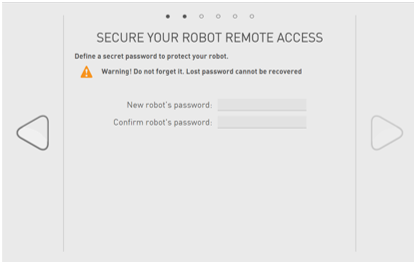 SECURE YOUR ROBOT REMOTE ACCESS
Define a secret password to protect your robot.
Warning! Do not forget it. Lost password cannot be recovered
New robot's password:
Confirm robot's password: